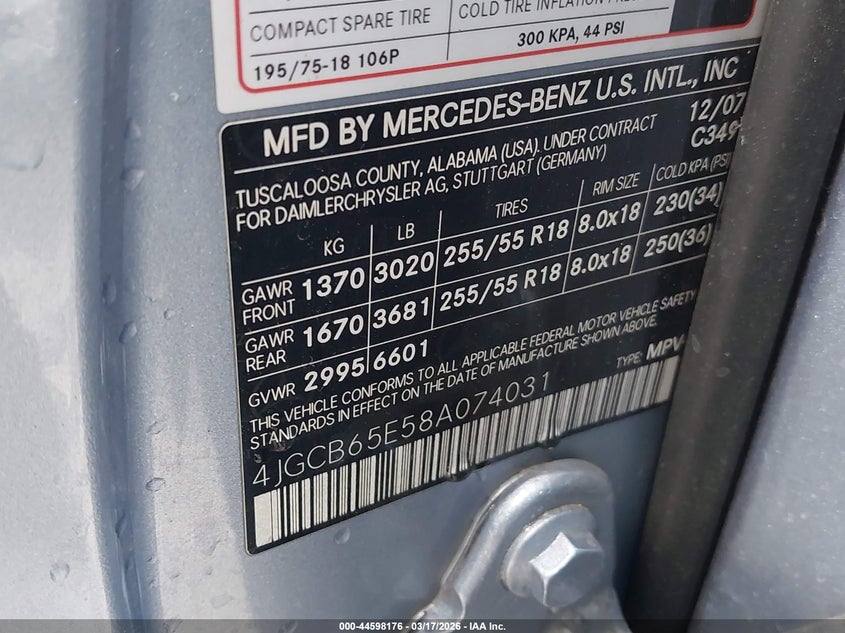 COMPACT SPARE TIRE
COLD TIRE INFLATION
195/75-18 106P
300 KPA, 44 PSI
MFD BY MERCEDES-BENZ U.S. INTL., INC
12/07
TUSCALOOSA COUNTY, ALABAMA (USA). UNDER CONTRACT
C349
FOR DAIMLERCHRYSLER AG, STUTTGART (GERMANY)
KG LB TIRES RIM SIZE COLD KPA (PSI
GAWR FRONT 1370 3020 255/55 R18 8.0x18 230(34)
GAWR REAR 1670 3681 255/55 R18 8.0x18 250(36)
GVWR 2995 6601
THIS VEHICLE CONFORMS TO ALL APPLICABLE FEDERAL MOTOR VEHICLE SAFETY
STANDARDS IN EFFECT ON THE DATE OF MANUFACTURE SHOWN ABOVE.
TYPE: MPV
4JGCB65E58A074031
000-44598176 — 03/17/2026 — IAA Inc.